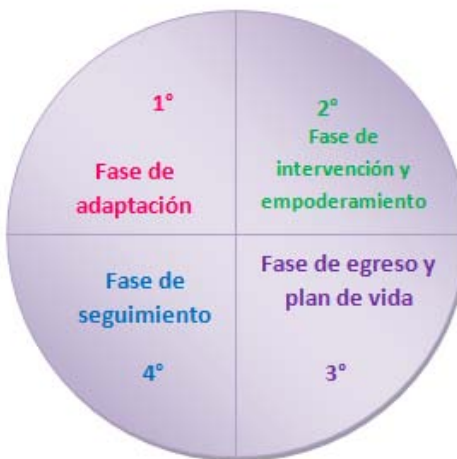 1°
Fase de
adaptación
2°
Fase de
intervención y
empoderamiento
Fase de egreso y
plan de vida
3°
Fase de
seguimiento
4°